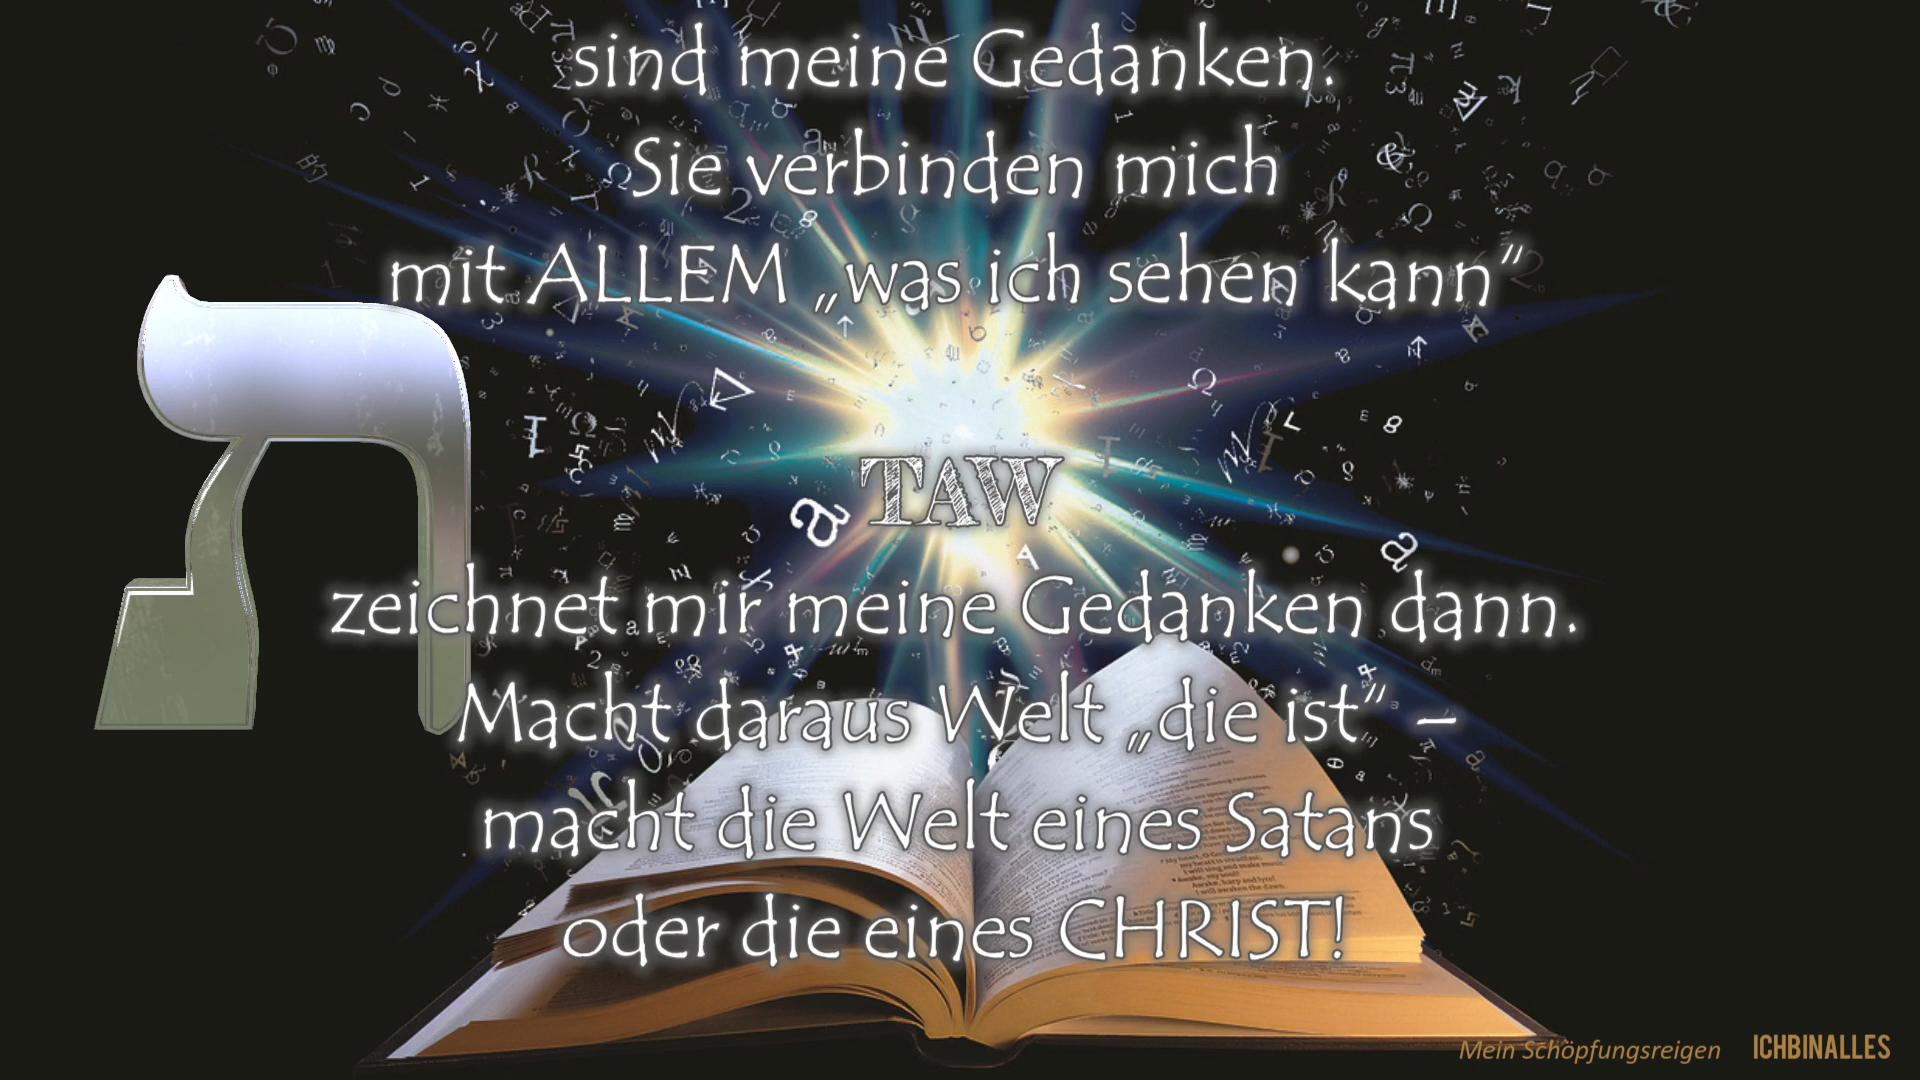 sind meine Gedanken.
Sie verbinden mich
mit ALLEM „was ich sehen kann“
ת
TAW
zeichnet mir meine Gedanken dann.
Macht daraus Welt „die ist“ –
macht die Welt eines Satans
oder die eines CHRIST!
Mein Schöpfungsreigen ICHBINALLES